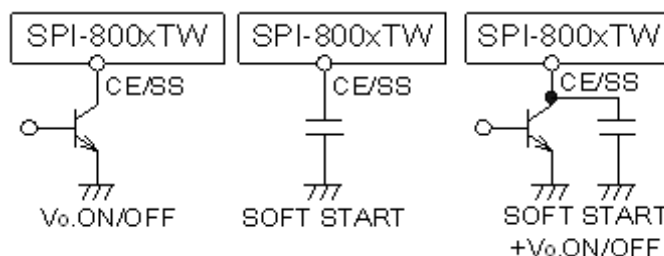 SPI-800xTW SPI-800xTW SPI-800xTW
CE/SS CE/SS CE/SS
Vo.ON/OFF SOFT START SOFT START
+Vo.ON/OFF